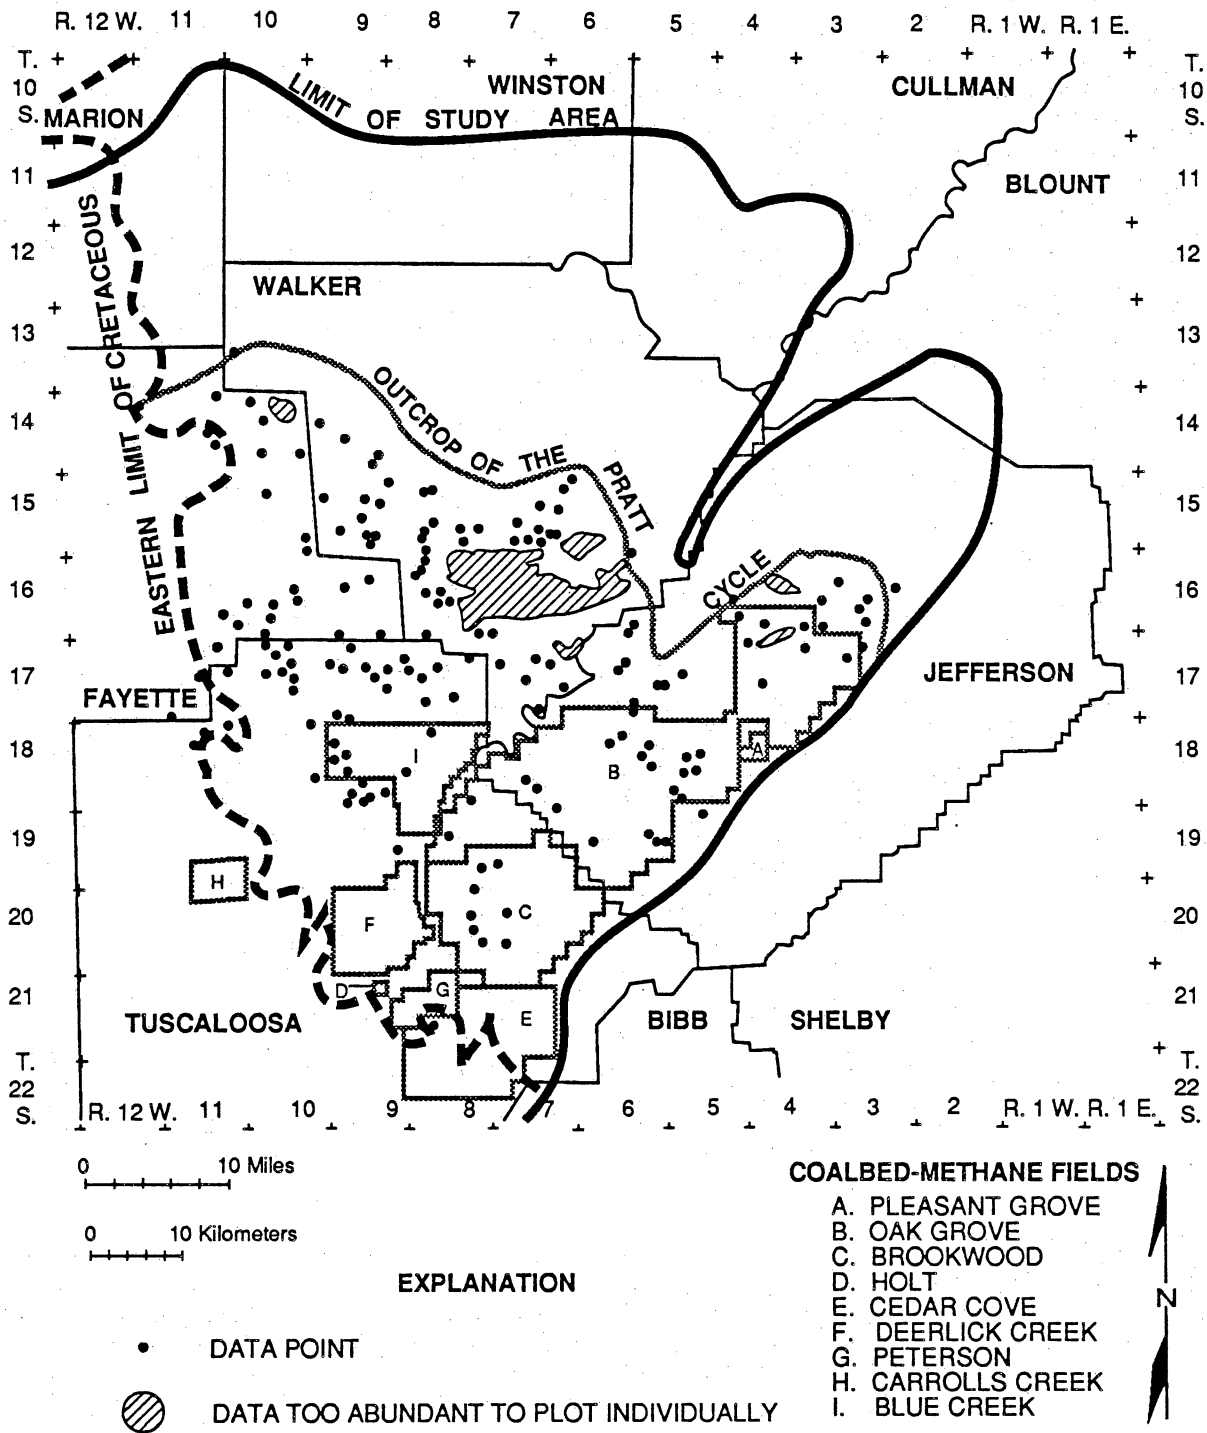 R. 12 W. 11 10 9 8 7 6 5 4 3 2 R. 1 W. R. 1 E.
T.
10
S.
T.
10
S.
MARION
LIMIT OF STUDY AREA
WINSTON
CULLMAN
11
11
BLOUNT
12
12
WALKER
13
13
EASTERN LIMIT OF CRETACEOUS
OUTCROP OF THE PRATT CYCLE
14
14
15
15
16
16
17
17
FAYETTE
JEFFERSON
18
18
I
B
A
19
19
H
20
20
F
C
21
21
D
G
E
TUSCALOOSA
BIBB
SHELBY
T.
22
S.
T.
22
S.
R. 12 W. 11 10 9 8 7 6 5 4 3 2 R. 1 W. R. 1 E.
0 10 Miles
0 10 Kilometers
EXPLANATION
DATA POINT
DATA TOO ABUNDANT TO PLOT INDIVIDUALLY
COALBED-METHANE FIELDS
A. PLEASANT GROVE
B. OAK GROVE
C. BROOKWOOD
D. HOLT
E. CEDAR COVE
F. DEERLICK CREEK
G. PETERSON
H. CARROLLS CREEK
I. BLUE CREEK
N